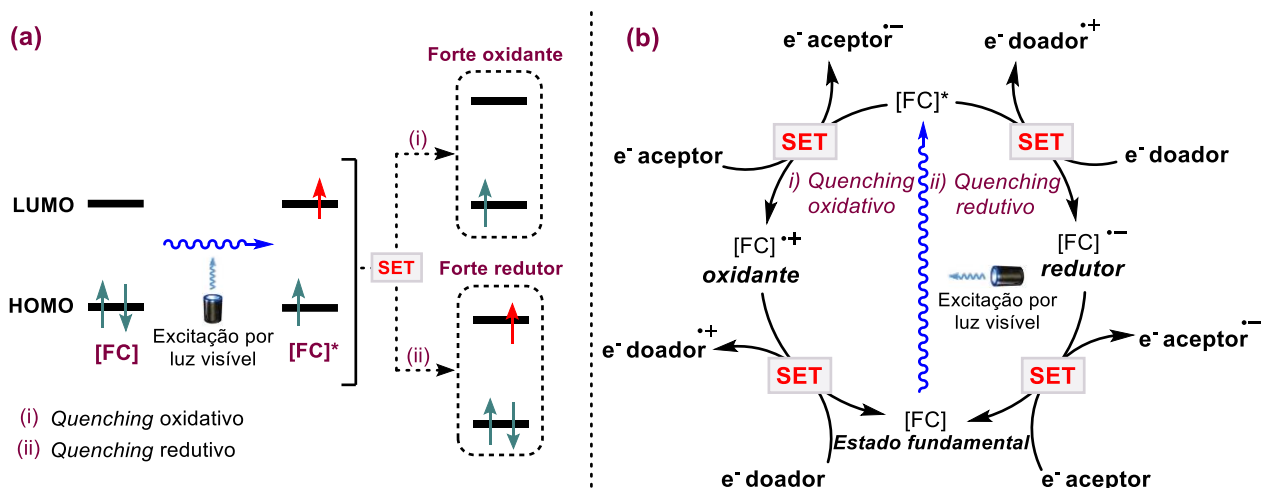 (a)
Forte oxidante
(i)
LUMO
SET
Forte redutor
HOMO
Excitação por
luz visível
[FC]
[FC]*
(ii)
(i) Quenching oxidativo
(ii) Quenching redutivo
(b)
e⁻ aceptor•−
e⁻ doador•+
[FC]*
SET
SET
e⁻ aceptor
e⁻ doador
i) Quenching
oxidativo
ii) Quenching
redutivo
[FC]•+
oxidante
[FC]•−
redutor
Excitação por
luz visível
e⁻ doador•+
e⁻ aceptor•−
SET
SET
[FC]
Estado fundamental
e⁻ doador
e⁻ aceptor